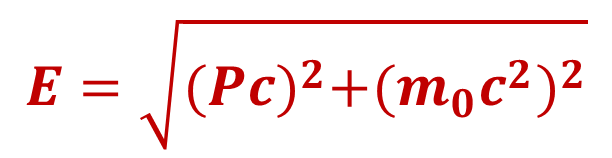 E = √(Pc)²+(m₀c²)²